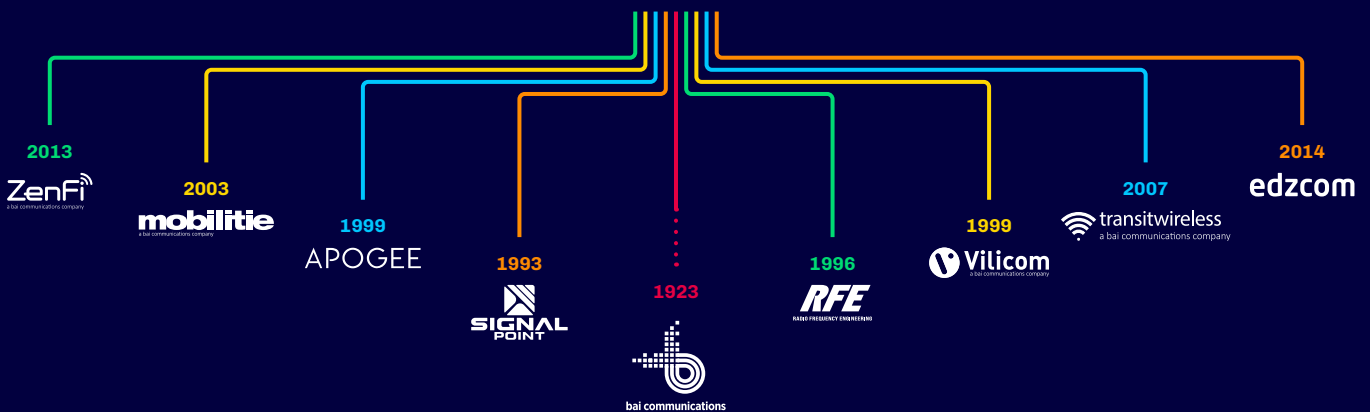 2013
ZenFi
a bai communications company
2003
mobilitie
a bai communications company
1999
APOGEE
1993
SIGNAL
POINT
1923
bai communications
1996
RFE
RADIO FREQUENCY ENGINEERING
1999
Vilicom
a bai communications company
2007
transitwireless
a bai communications company
2014
edzcom